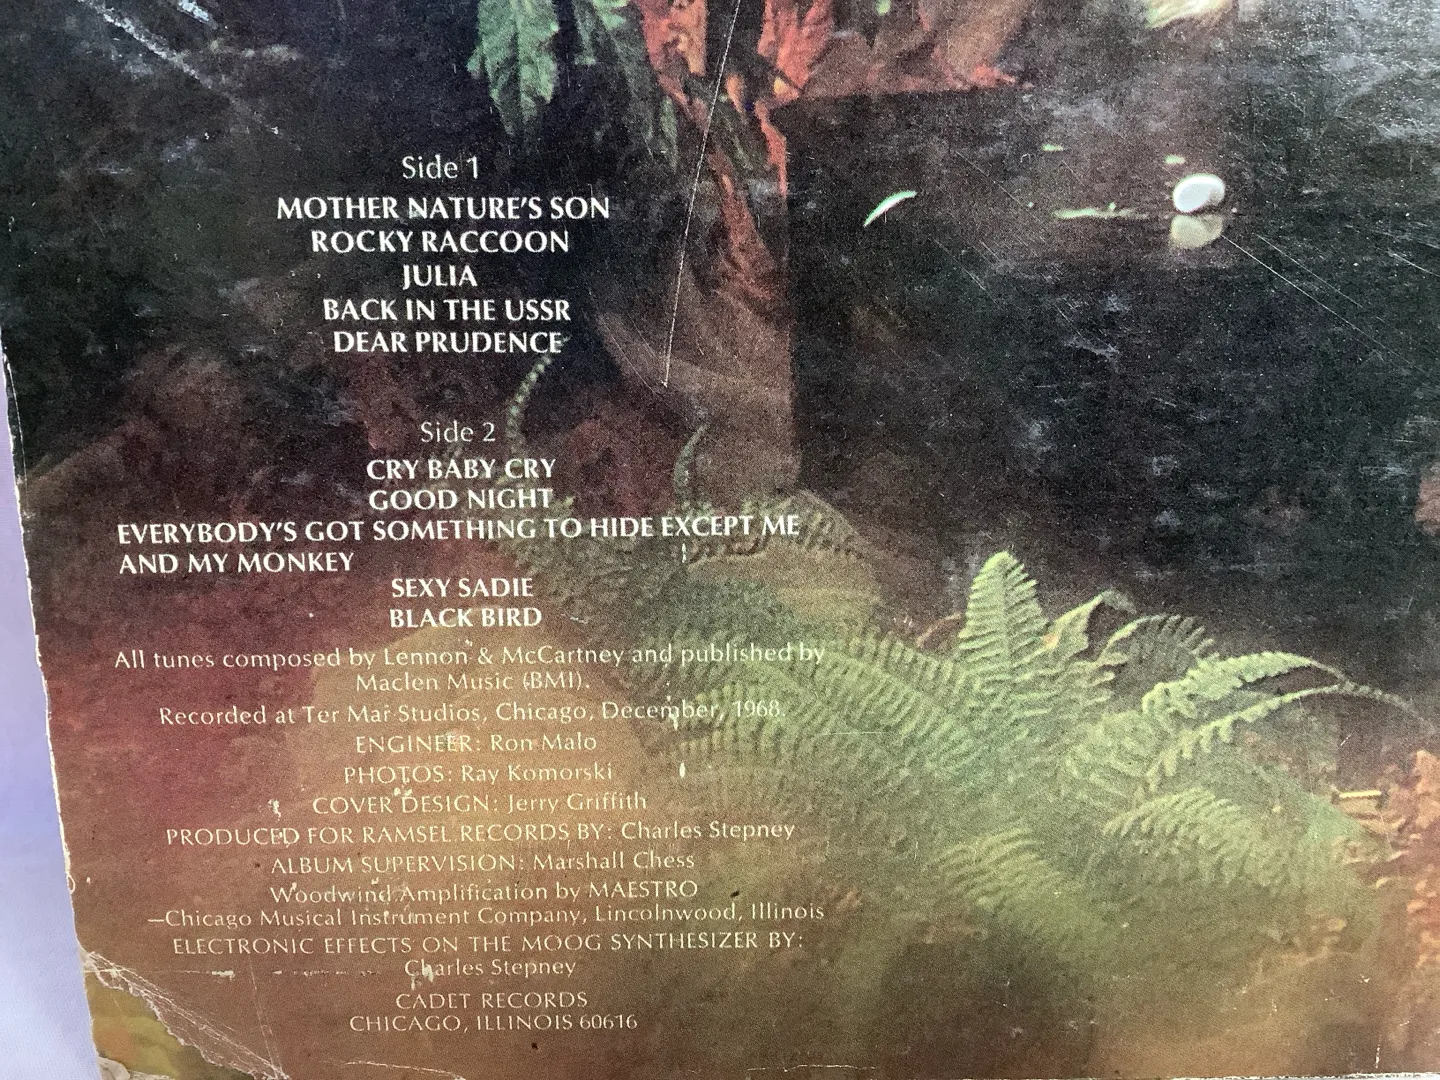 Side 1
MOTHER NATURE'S SON
ROCKY RACCOON
JULIA
BACK IN THE USSR
DEAR PRUDENCE
Side 2
CRY BABY CRY
GOOD NIGHT
EVERYBODY'S GOT SOMETHING TO HIDE EXCEPT ME
AND MY MONKEY
SEXY SADIE
BLACK BIRD
All tunes composed by Lennon & McCartney and published by
Maclen Music (BMI).
Recorded at Ter Mar Studios, Chicago, December, 1968.
ENGINEER: Ron Malo
PHOTOS: Ray Komorski
COVER DESIGN: Jerry Griffith
PRODUCED FOR RAMSEL RECORDS BY: Charles Stepney
ALBUM SUPERVISION: Marshall Chess
Woodwind Amplification by MAESTRO
—Chicago Musical Instrument Company, Lincolnwood, Illinois
ELECTRONIC EFFECTS ON THE MOOG SYNTHESIZER BY:
Charles Stepney
CADET RECORDS
CHICAGO, ILLINOIS 60616